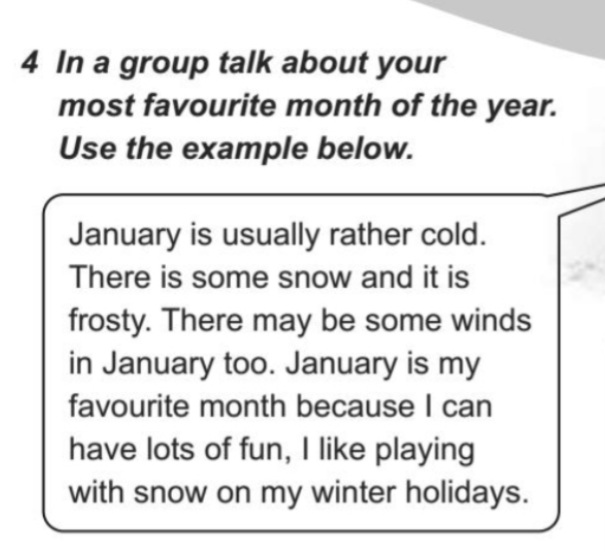 4 In a group talk about your
most favourite month of the year.
Use the example below.
January is usually rather cold.
There is some snow and it is
frosty. There may be some winds
in January too. January is my
favourite month because I can
have lots of fun, I like playing
with snow on my winter holidays.